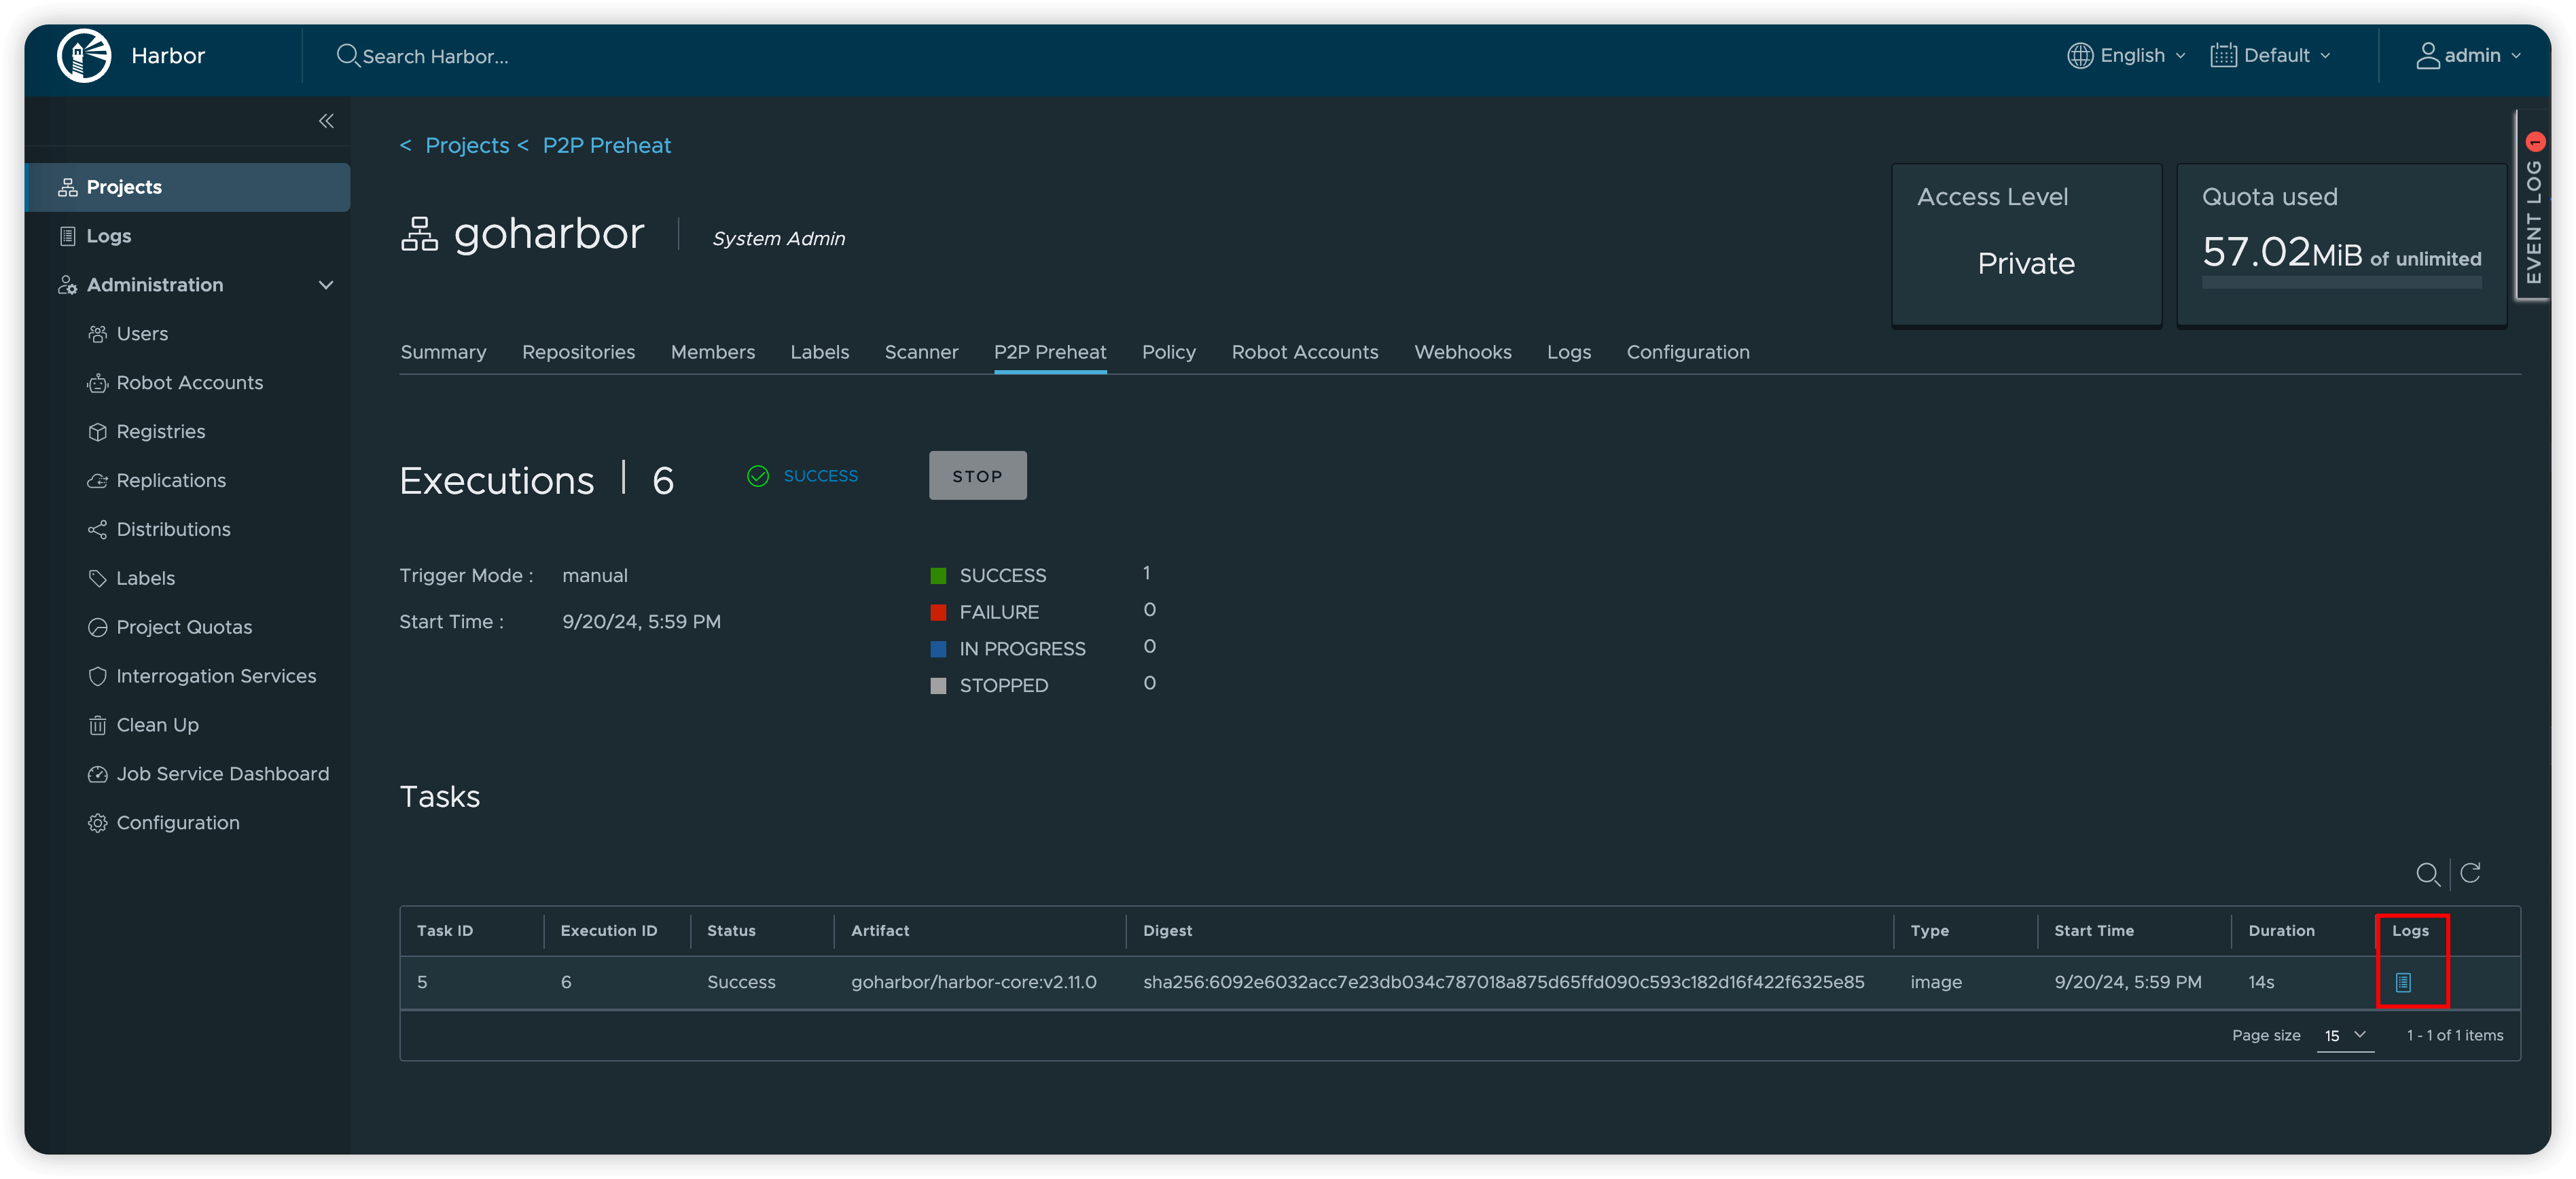 Harbor
Search Harbor...
English
Default
admin
Projects
Logs
Administration
Users
Robot Accounts
Registries
Replications
Distributions
Labels
Project Quotas
Interrogation Services
Clean Up
Job Service Dashboard
Configuration
< Projects < P2P Preheat
goharbor
System Admin
Access Level
Private
Quota used
57.02MiB of unlimited
EVENT LOG 1
Summary Repositories Members Labels Scanner P2P Preheat Policy Robot Accounts Webhooks Logs Configuration
Executions | 6
SUCCESS
STOP
Trigger Mode : manual
Start Time : 9/20/24, 5:59 PM
SUCCESS 1
FAILURE 0
IN PROGRESS 0
STOPPED 0
Tasks
Task ID Execution ID Status Artifact Digest Type Start Time Duration Logs
5 6 Success goharbor/harbor-core:v2.11.0 sha256:6092e6032acc7e23db034c787018a875d65ffd090c593c182d16f422f6325e85 image 9/20/24, 5:59 PM 14s
Page size 15 1 - 1 of 1 items